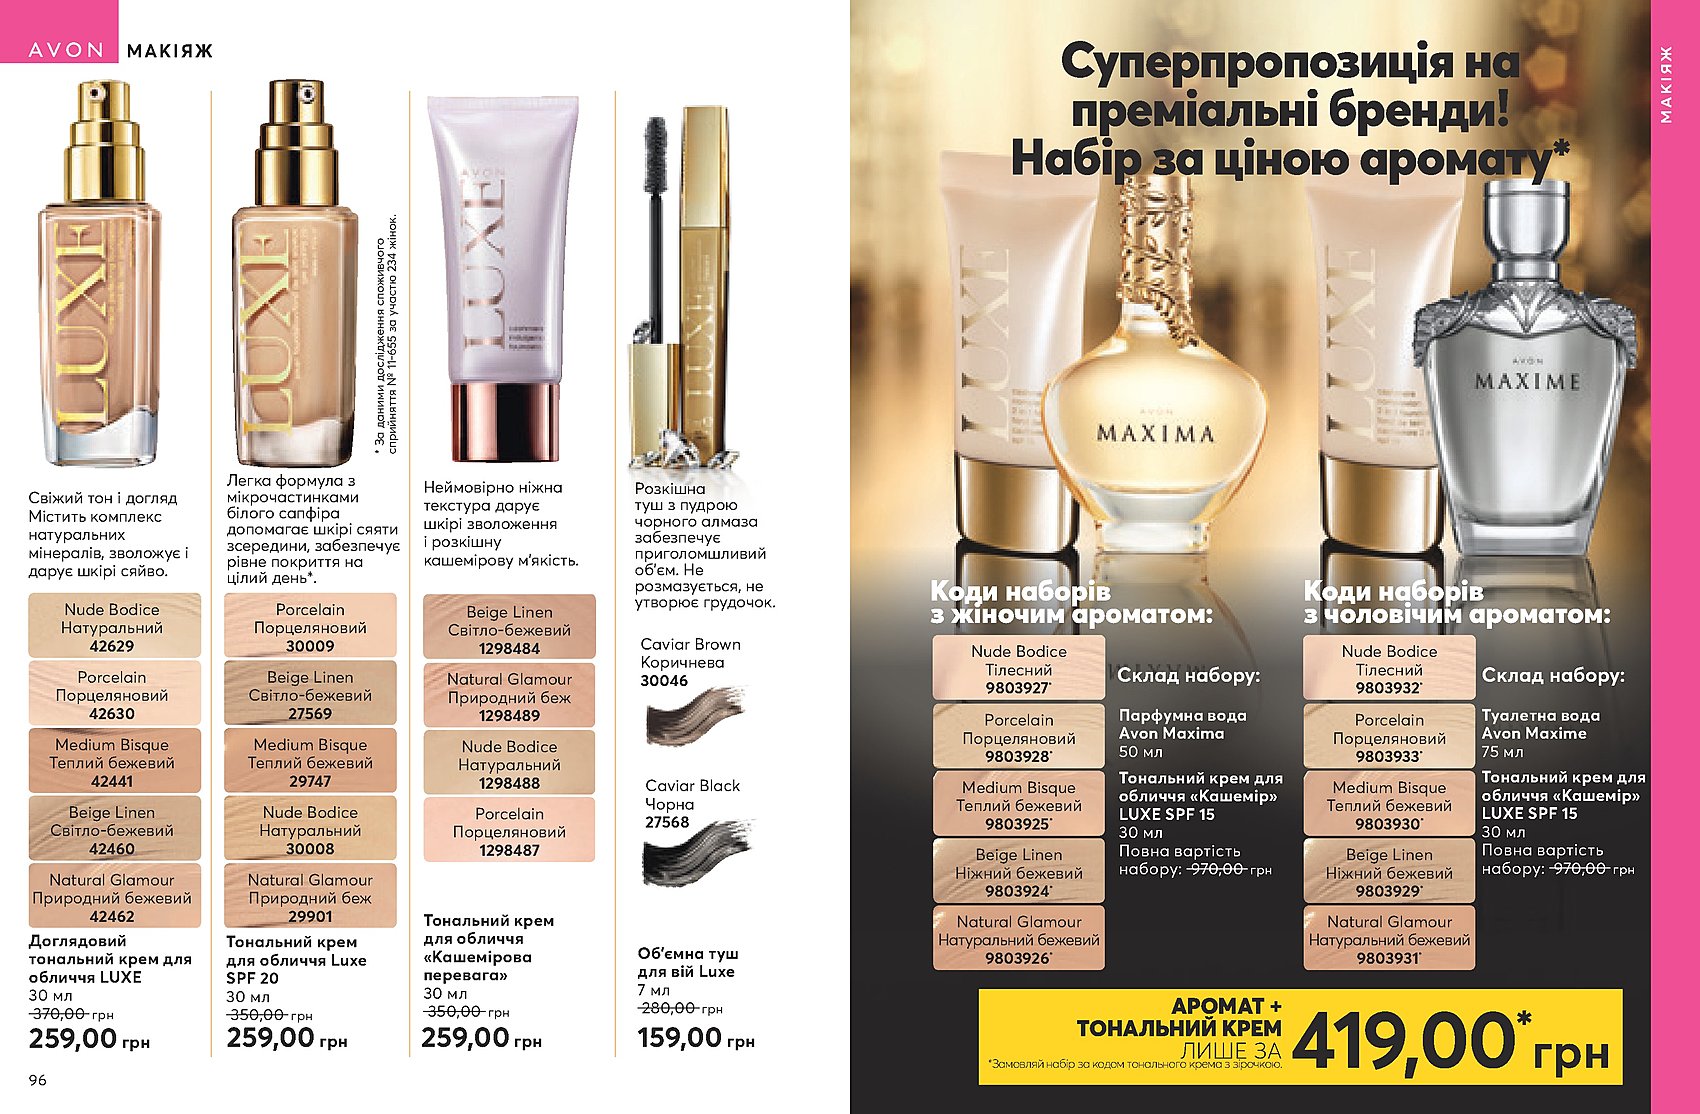 AVON МАКІЯЖ
LUXE
LUXE
* За даними дослідження споживчого
сприйняття № 11-655 за участю 234 жінок.
AVON
LUXE
LUXE
Свіжий тон і догляд
Містить комплекс
натуральних
мінералів, зволожує і
дарує шкірі сяйво.
Nude Bodice
Натуральний
42629
Porcelain
Порцеляновий
42630
Medium Bisque
Теплий бежевий
42441
Beige Linen
Світло-бежевий
42460
Natural Glamour
Природний бежевий
42462
Доглядовий
тональний крем для
обличчя LUXE
30 мл
370,00 грн
259,00 грн
Легка формула з
мікрочастинками
білого сапфіра
допомагає шкірі сяяти
зсередини, забезпечує
рівне покриття на
цілий день*.
Porcelain
Порцеляновий
30009
Beige Linen
Світло-бежевий
27569
Medium Bisque
Теплий бежевий
29747
Nude Bodice
Натуральний
30008
Natural Glamour
Природний беж
29901
Тональний крем
для обличчя Luxe
SPF 20
30 мл
350,00 грн
259,00 грн
Неймовірно ніжна
текстура дарує
шкірі зволоження
і розкішну
кашемірову м'якість.
Beige Linen
Світло-бежевий
1298484
Natural Glamour
Природний беж
1298489
Nude Bodice
Натуральний
1298488
Porcelain
Порцеляновий
1298487
Тональний крем
для обличчя
«Кашемірова
перевага»
30 мл
350,00 грн
259,00 грн
Розкішна
туш з пудрою
чорного алмаза
забезпечує
приголомшливий
об'єм. Не
розмазується, не
утворює грудочок.
Caviar Brown
Коричнева
30046
Caviar Black
Чорна
27568
Об'ємна туш
для вій Luxe
7 мл
280,00 грн
159,00 грн
96
МАКІЯЖ
Суперпропозиція на
преміальні бренди!
Набір за ціною аромату*
LUXE
AVON
MAXIMA
LUXE
AVON
MAXIME
Коди наборів
з жіночим ароматом:
Nude Bodice
Тілесний
9803927*
Porcelain
Порцеляновий
9803928*
Medium Bisque
Теплий бежевий
9803925*
Beige Linen
Ніжний бежевий
9803924*
Natural Glamour
Натуральний бежевий
9803926*
Склад набору:
Парфумна вода
Avon Maxima
50 мл
Тональний крем для
обличчя «Кашемір»
LUXE SPF 15
30 мл
Повна вартість
набору: 970,00 грн
Коди наборів
з чоловічим ароматом:
Nude Bodice
Тілесний
9803932*
Porcelain
Порцеляновий
9803933*
Medium Bisque
Теплий бежевий
9803930*
Beige Linen
Ніжний бежевий
9803929*
Natural Glamour
Натуральний бежевий
9803931*
Склад набору:
Туалетна вода
Avon Maxime
75 мл
Тональний крем для
обличчя «Кашемір»
LUXE SPF 15
30 мл
Повна вартість
набору: 970,00 грн
АРОМАТ +
ТОНАЛЬНИЙ КРЕМ
ЛИШЕ ЗА
419,00* грн
*Замовляй набір за кодом тонального крема з зірочкою.